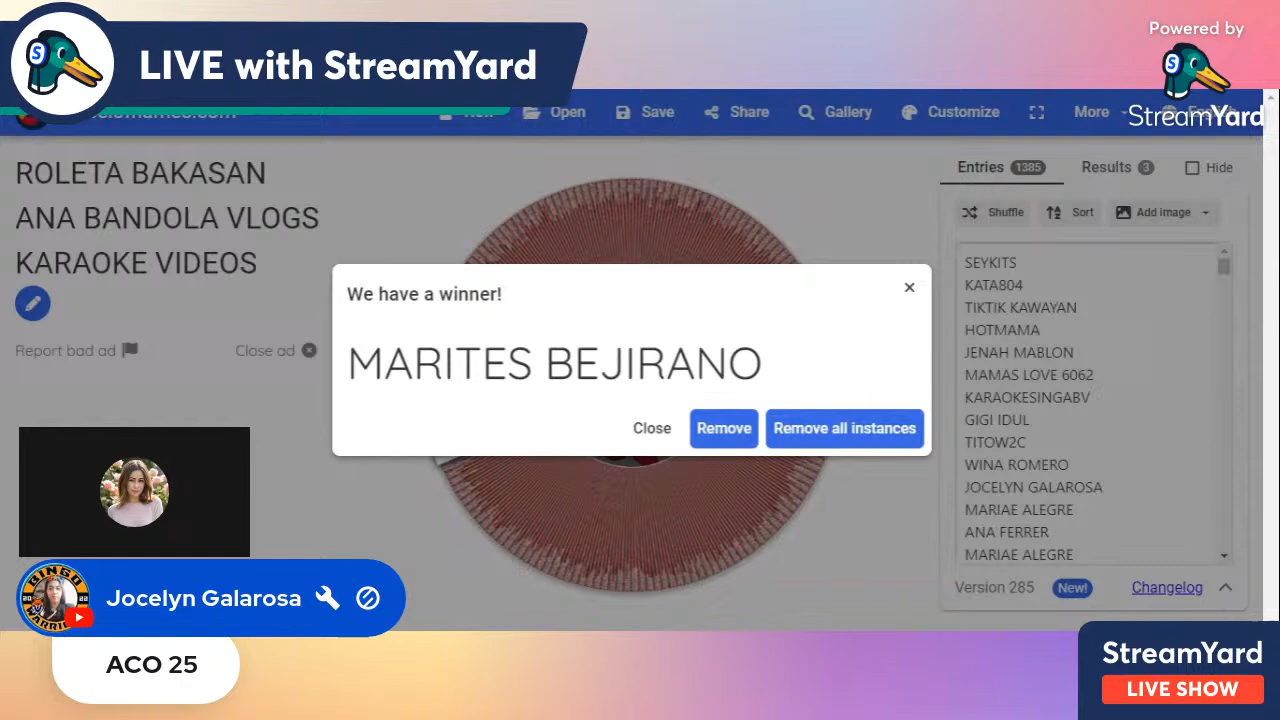 LIVE with StreamYard
Powered by
StreamYard
Open
Save
Share
Gallery
Customize
More
ROLETA BAKASAN
ANA BANDOLA VLOGS
KARAOKE VIDEOS
Report bad ad
Close ad
We have a winner!
MARITES BEJIRANO
Close
Remove
Remove all instances
Entries 1385
Results 3
Hide
Shuffle
Sort
Add image
SEYKITS
KATA804
TIKTIK KAWAYAN
HOTMAMA
JENAH MABLON
MAMAS LOVE 6062
KARAOKESINGABV
GIGI IDUL
TITOW2C
WINA ROMERO
JOCELYN GALAROSA
MARIAE ALEGRE
ANA FERRER
MARIAE ALEGRE
Version 285
New!
Changelog
BINGO
2022
Jocelyn Galarosa
ACO 25
StreamYard
LIVE SHOW